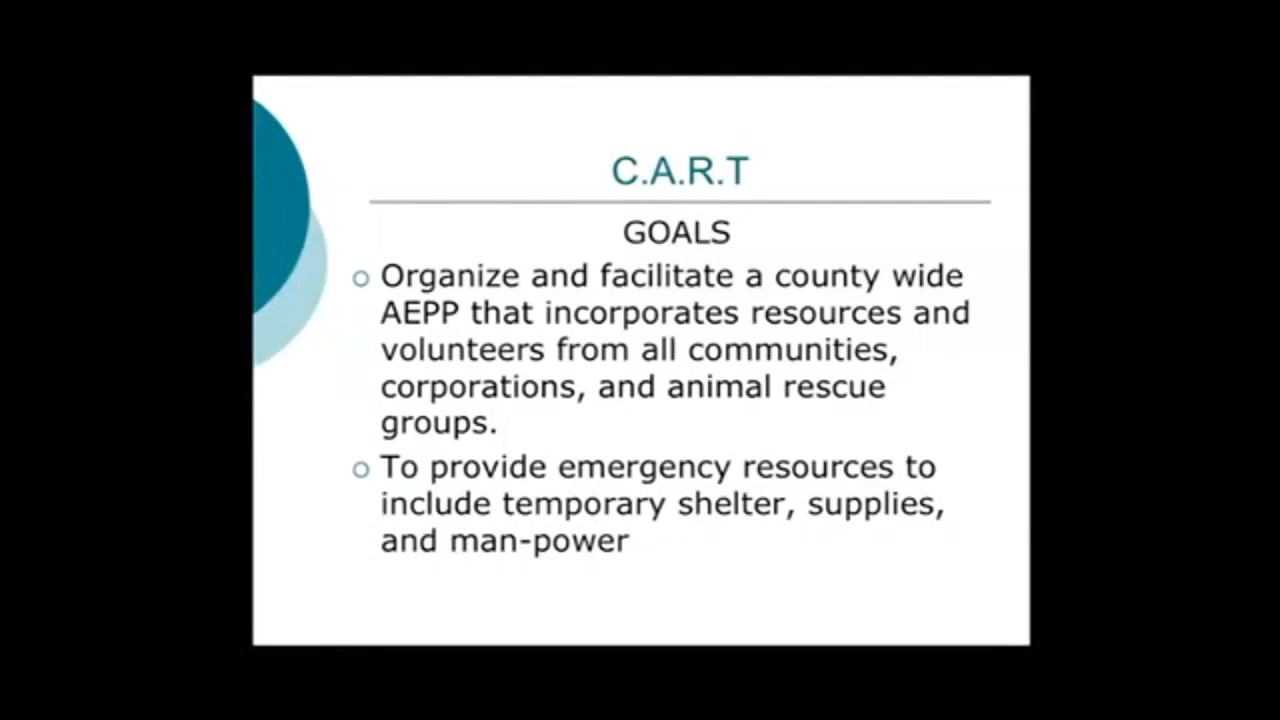 C.A.R.T
GOALS
Organize and facilitate a county wide
AEPP that incorporates resources and
volunteers from all communities,
corporations, and animal rescue
groups.
To provide emergency resources to
include temporary shelter, supplies,
and man-power